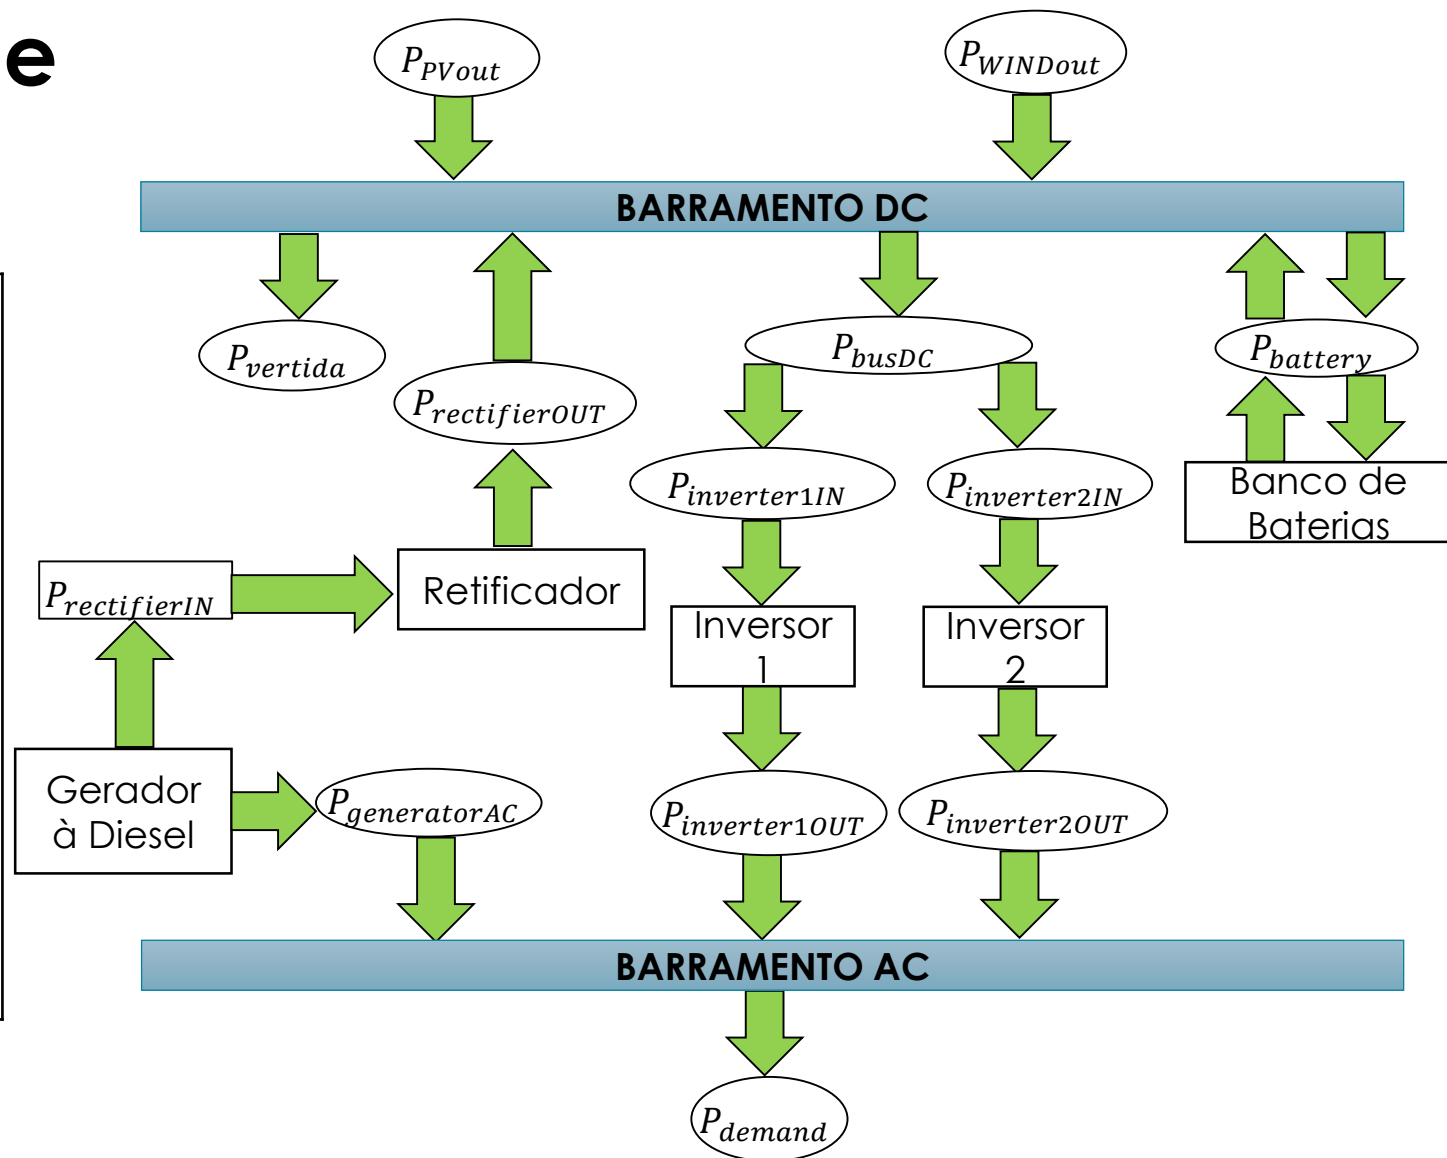 e
P_PVout
P_WINDout
BARRAMENTO DC
P_vertida
P_rectifierOUT
P_busDC
P_battery
P_inverter1IN
P_inverter2IN
Banco de
Baterias
P_rectifierIN
Retificador
Inversor
1
Inversor
2
Gerador
à Diesel
P_generatorAC
P_inverter1OUT
P_inverter2OUT
BARRAMENTO AC
P_demand